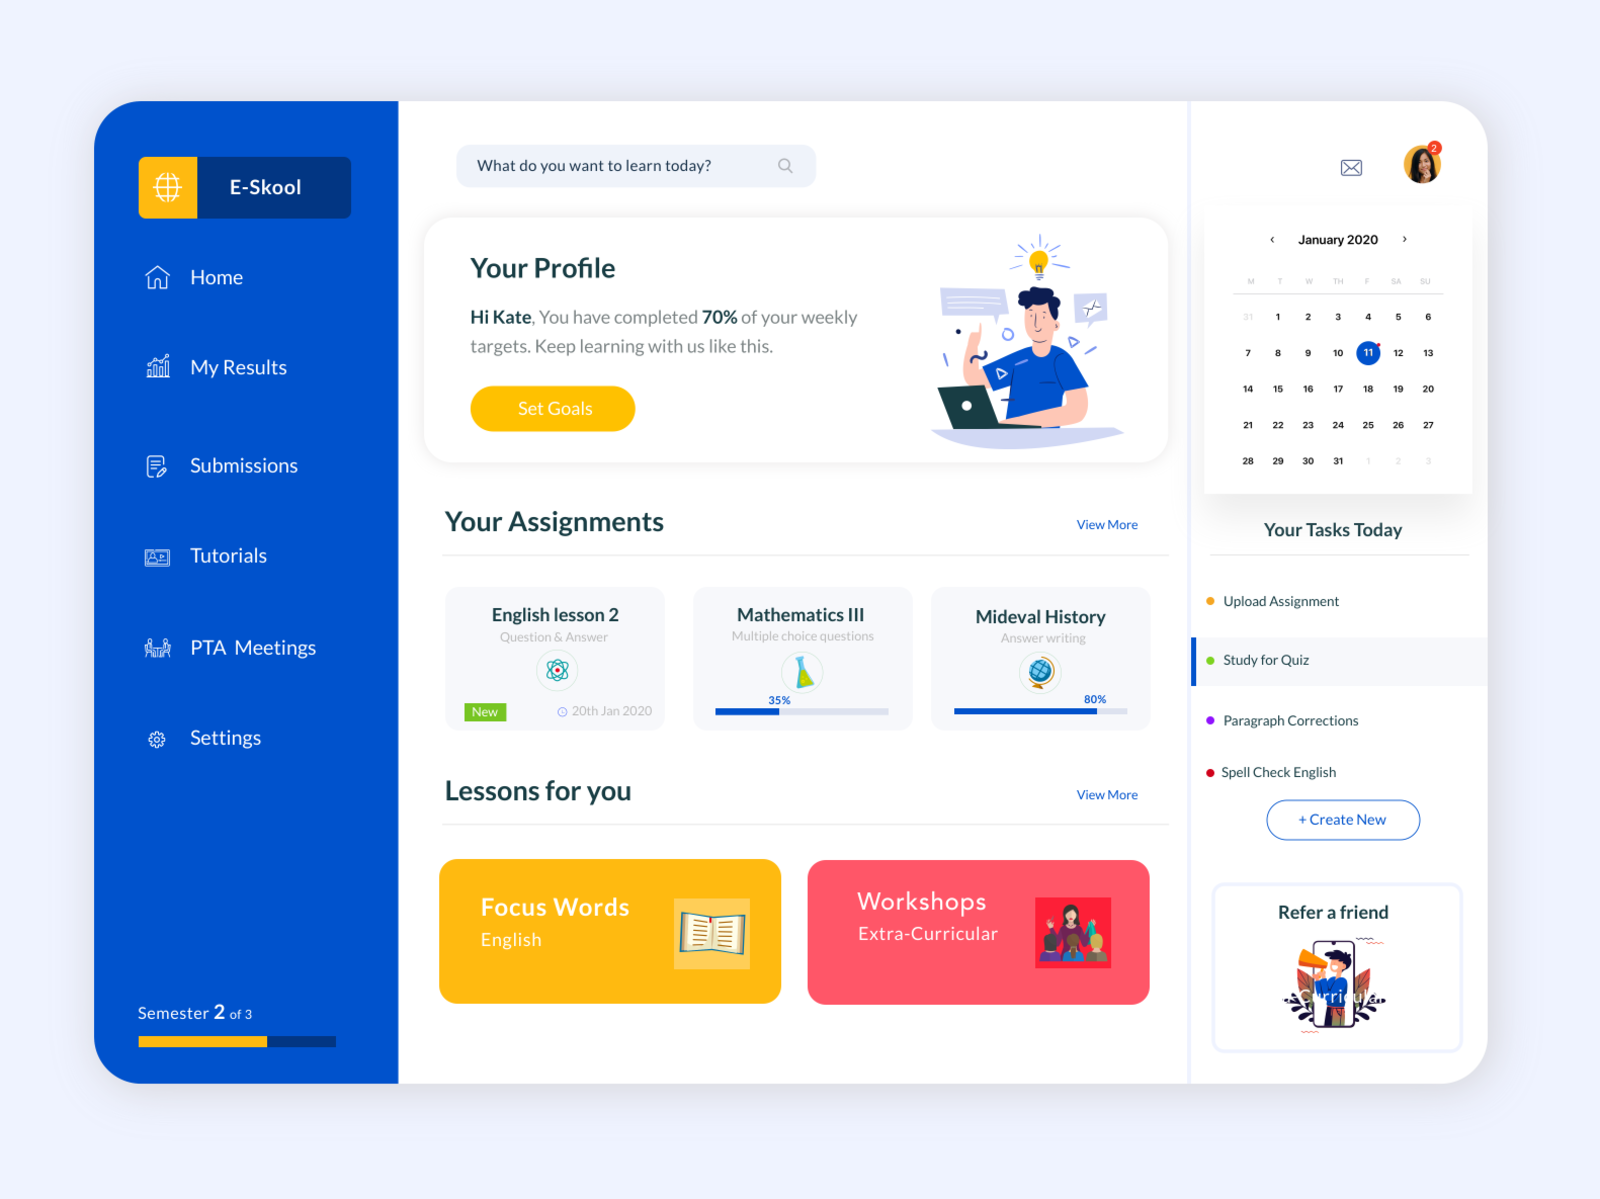 E-Skool
Home
My Results
Submissions
Tutorials
PTA Meetings
Settings
Semester 2 of 3
What do you want to learn today?
Your Profile
Hi Kate, You have completed 70% of your weekly
targets. Keep learning with us like this.
Set Goals
Your Assignments
View More
English lesson 2
Question & Answer
New
20th Jan 2020
Mathematics III
Multiple choice questions
35%
Mideval History
Answer writing
80%
Lessons for you
View More
Focus Words
English
Workshops
Extra-Curricular
2
‹ January 2020 ›
M T W TH F SA SU
31 1 2 3 4 5 6
7 8 9 10 11 12 13
14 15 16 17 18 19 20
21 22 23 24 25 26 27
28 29 30 31 1 2 3
Your Tasks Today
Upload Assignment
Study for Quiz
Paragraph Corrections
Spell Check English
+ Create New
Refer a friend